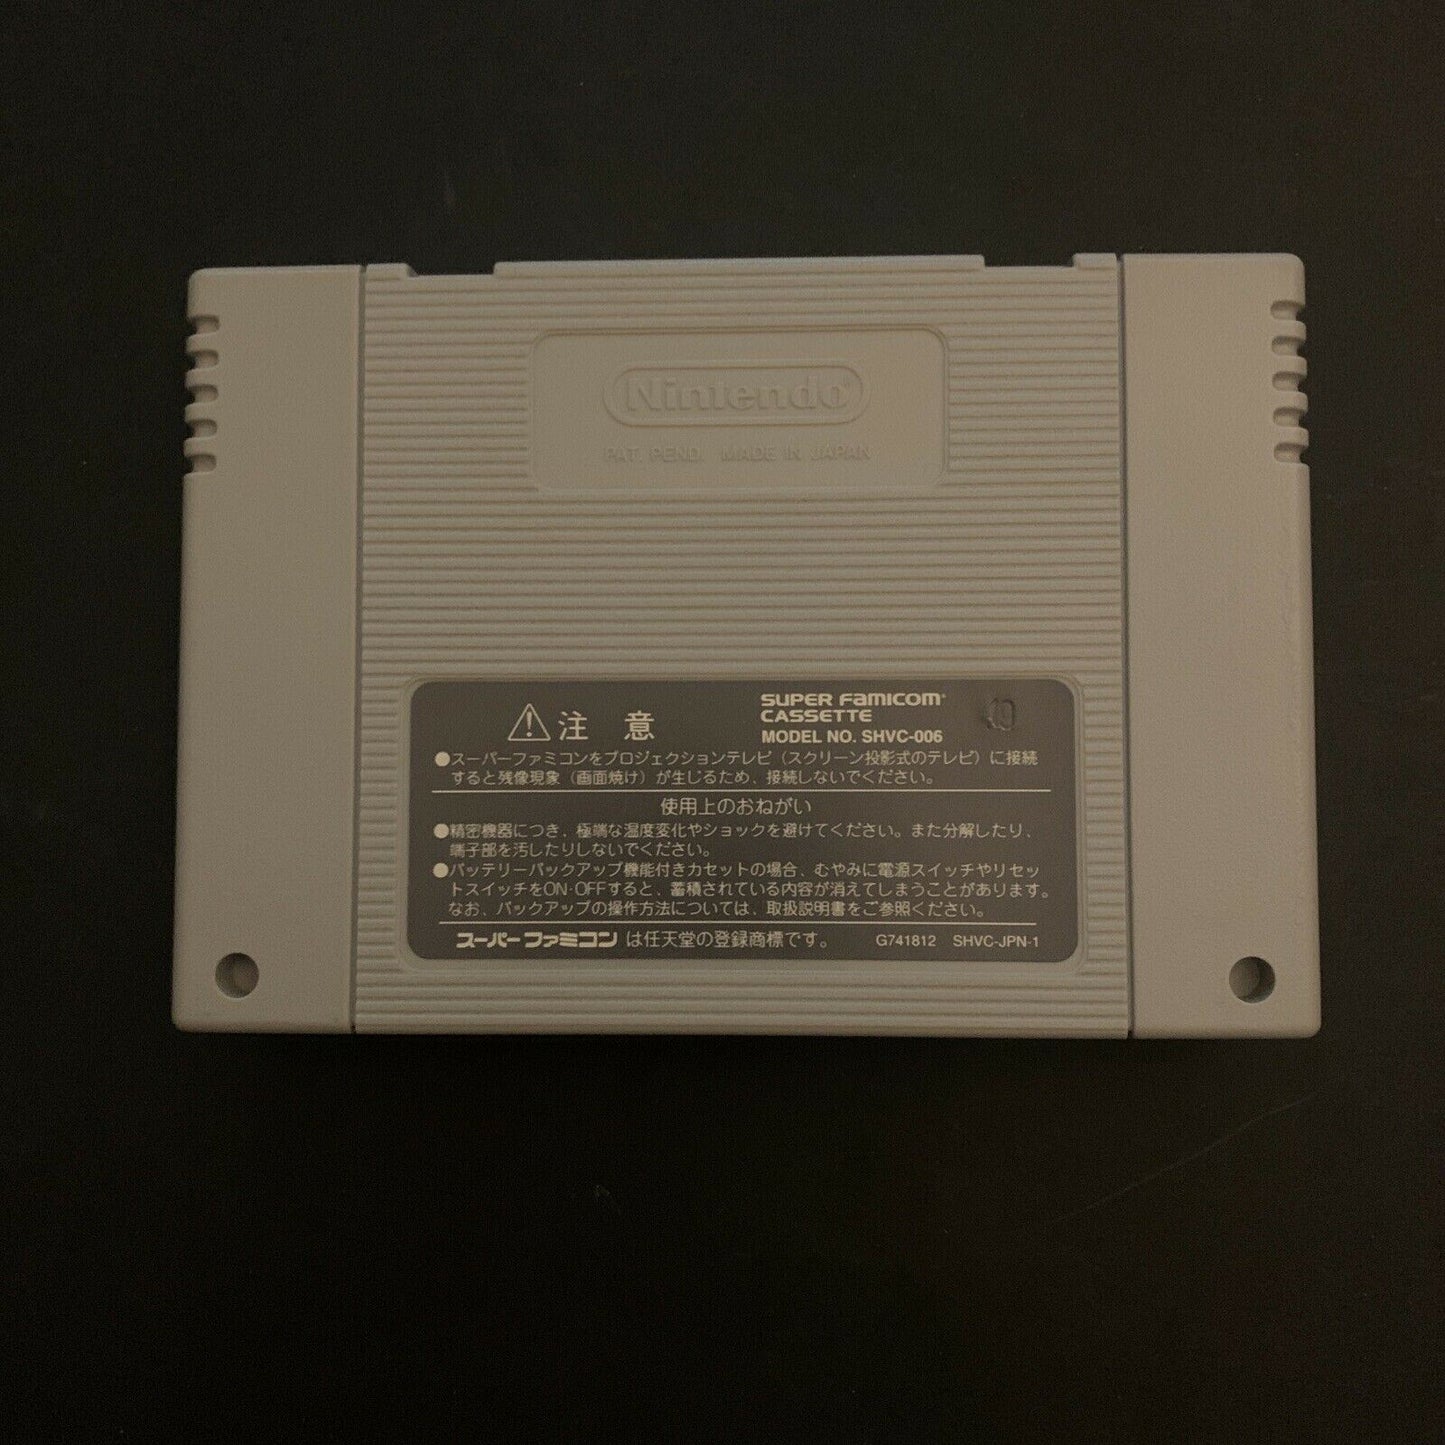 Nintendo®
PAT. PEND. MADE IN JAPAN
注 意
SUPER FAMICOM®
CASSETTE
MODEL NO. SHVC-006
●スーパーファミコンをプロジェクションテレビ(スクリーン投影式のテレビ)に接続
すると残像現象(画面焼け)が生じるため、接続しないでください。
使用上のおねがい
●精密機器につき、極端な温度変化やショックを避けてください。また分解したり、
端子部を汚したりしないでください。
●バッテリーバックアップ機能付きカセットの場合、むやみに電源スイッチやリセッ
トスイッチをON・OFFすると、蓄積されている内容が消えてしまうことがあります。
なお、バックアップの操作方法については、取扱説明書をご参照ください。
スーパーファミコン は任天堂の登録商標です。 G741812 SHVC-JPN-1